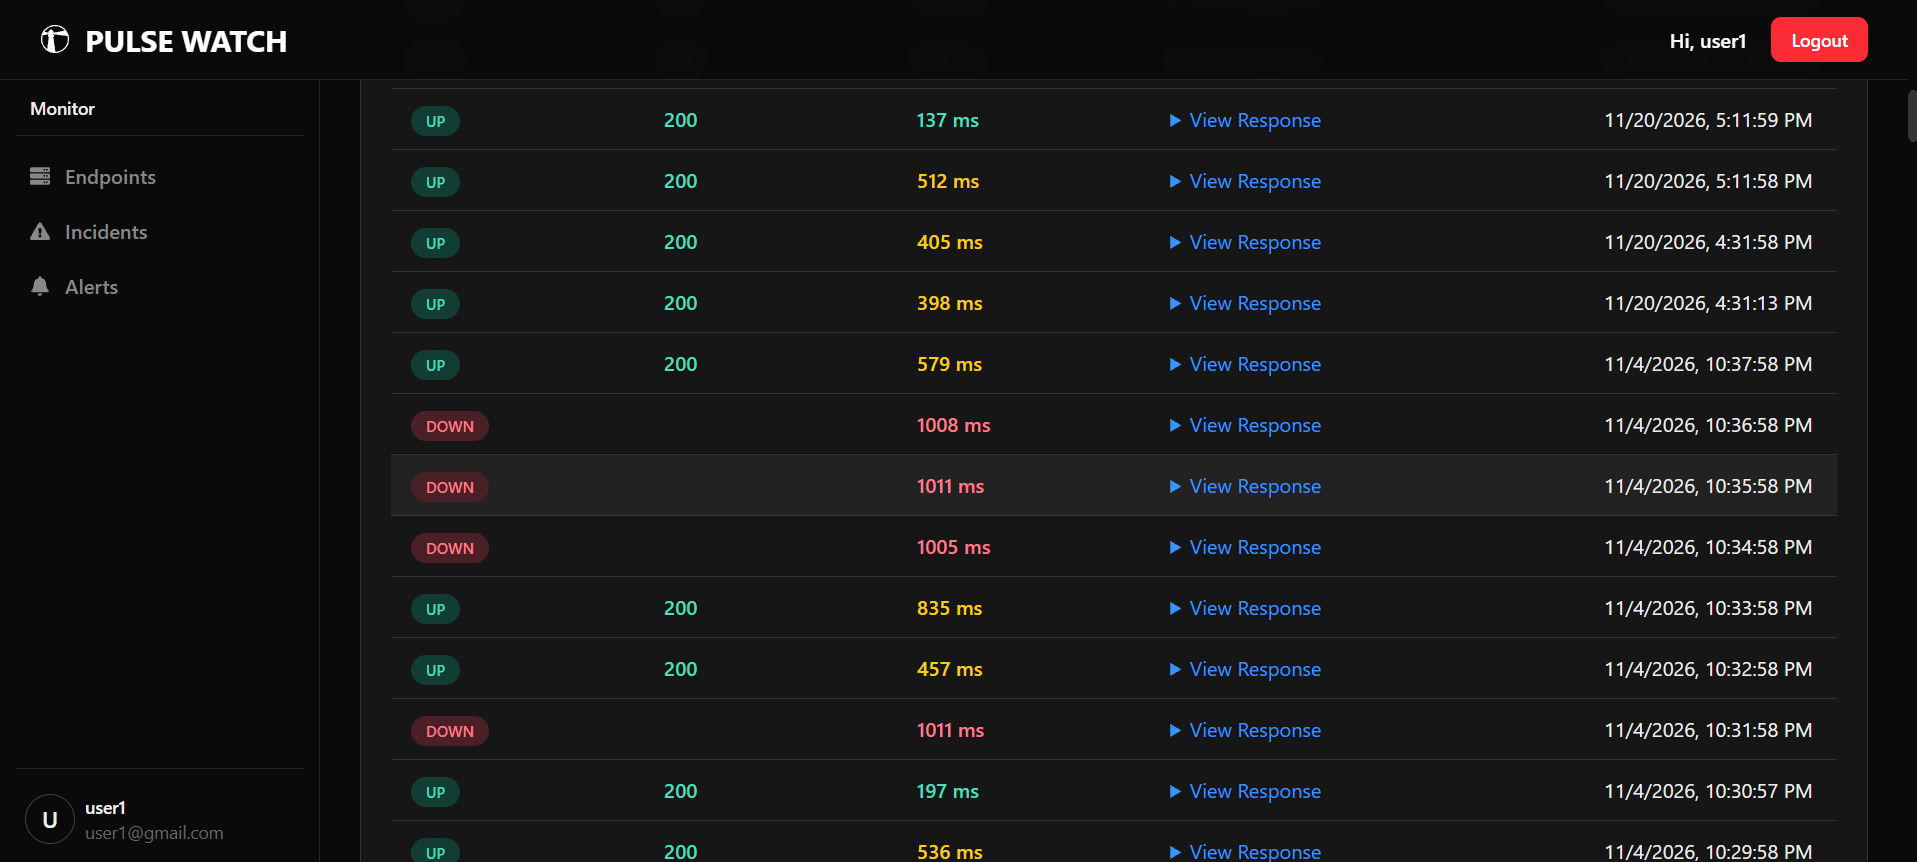 PULSE WATCH
Hi, user1 Logout
Monitor
Endpoints
Incidents
Alerts
UP 200 137 ms View Response 11/20/2026, 5:11:59 PM
UP 200 512 ms View Response 11/20/2026, 5:11:58 PM
UP 200 405 ms View Response 11/20/2026, 4:31:58 PM
UP 200 398 ms View Response 11/20/2026, 4:31:13 PM
UP 200 579 ms View Response 11/4/2026, 10:37:58 PM
DOWN 1008 ms View Response 11/4/2026, 10:36:58 PM
DOWN 1011 ms View Response 11/4/2026, 10:35:58 PM
DOWN 1005 ms View Response 11/4/2026, 10:34:58 PM
UP 200 835 ms View Response 11/4/2026, 10:33:58 PM
UP 200 457 ms View Response 11/4/2026, 10:32:58 PM
DOWN 1011 ms View Response 11/4/2026, 10:31:58 PM
UP 200 197 ms View Response 11/4/2026, 10:30:57 PM
UP 200 536 ms View Response 11/4/2026, 10:29:58 PM
U
user1
user1@gmail.com